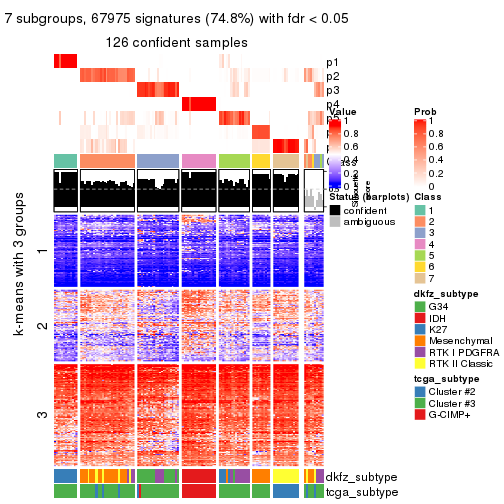 7 subgroups, 67975 signatures (74.8%) with fdr < 0.05
126 confident samples
p1
p2
p3
p4
k-means with 3 groups
1
2
3
Value
1
0.8
0.6
0.4
0.2
0
Prob
1
0.8
0.6
0.4
0.2
0
Status (barplots)
confident
ambiguous
Class
1
2
3
4
5
6
7
dkfz_subtype
G34
IDH
K27
Mesenchymal
RTK I PDGFRA
RTK II Classic
tcga_subtype
Cluster #2
Cluster #3
G-CIMP+
dkfz_subtype
tcga_subtype